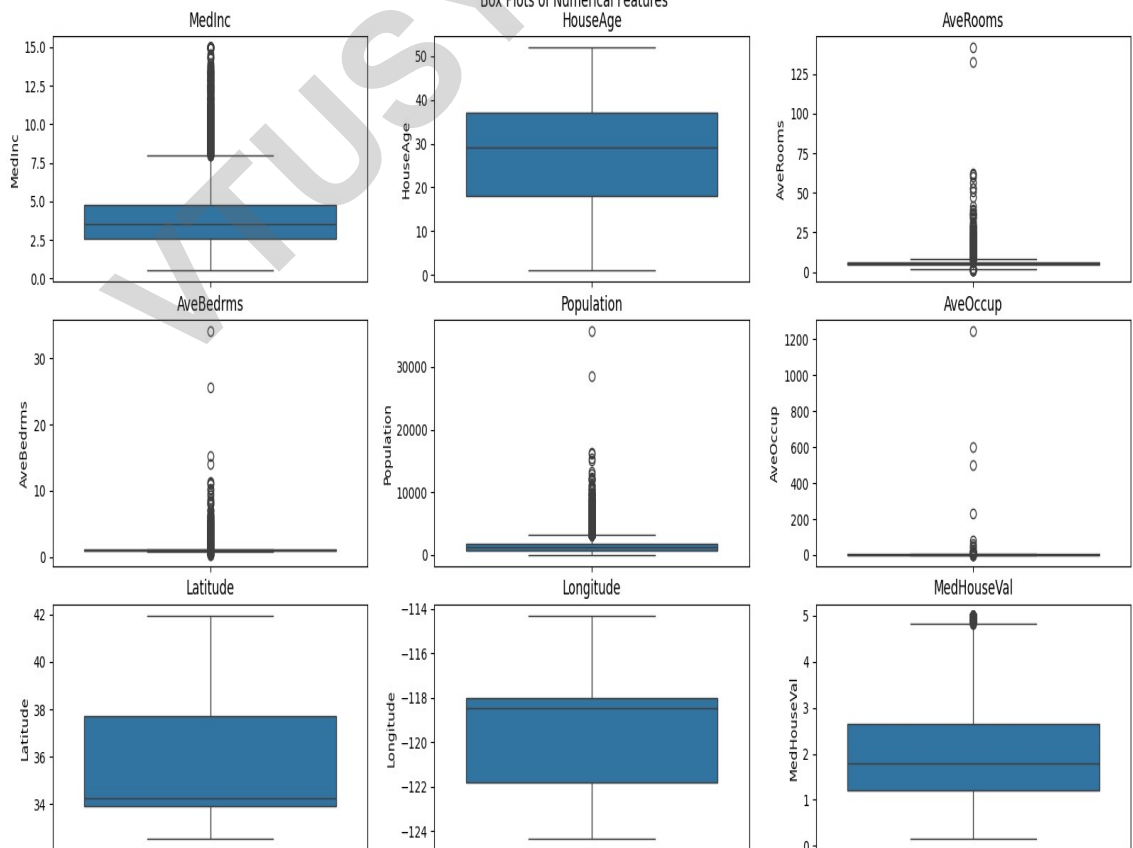 Box Plots of Numerical Features
MedInc
HouseAge
AveRooms
15.0
12.5
10.0
7.5
5.0
2.5
0.0
MedInc
50
40
30
20
10
0
HouseAge
125
100
75
50
25
0
AveRooms
VTUSY
AveBedrms
Population
AveOccup
30
20
10
0
AveBedrms
30000
20000
10000
0
Population
1200
1000
800
600
400
200
0
AveOccup
Latitude
Longitude
MedHouseVal
42
40
38
36
34
Latitude
−114
−116
−118
−120
−122
−124
Longitude
5
4
3
2
1
0
MedHouseVal